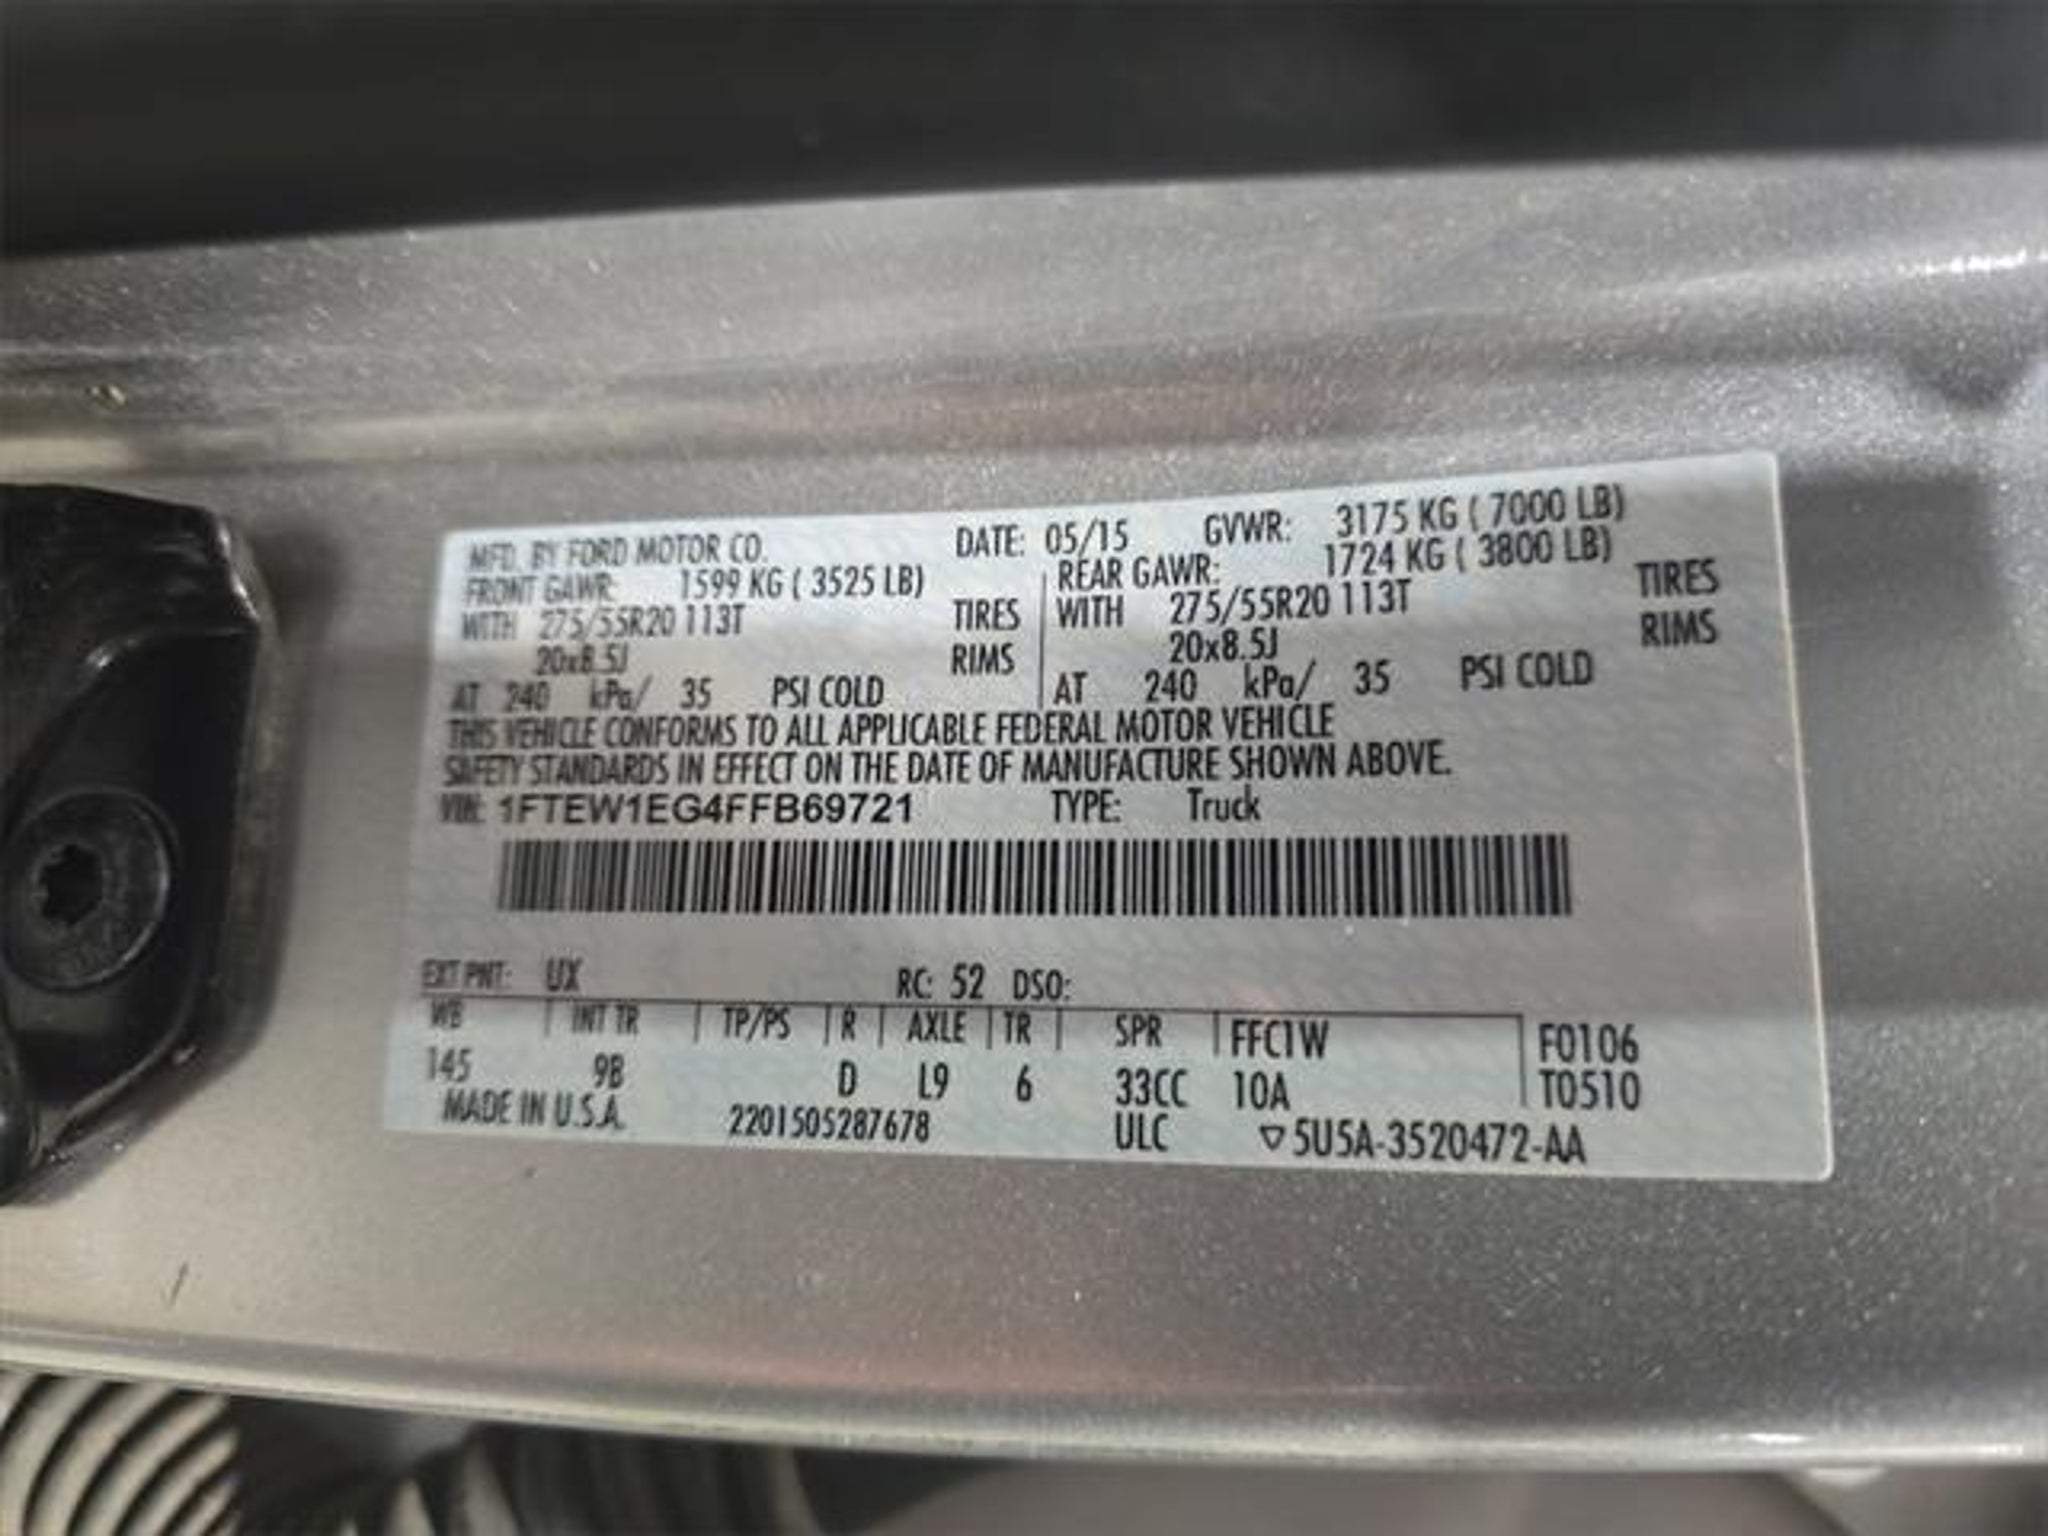 MFD. BY FORD MOTOR CO. DATE: 05/15 GVWR: 3175 KG ( 7000 LB)
FRONT GAWR: 1599 KG ( 3525 LB) REAR GAWR: 1724 KG ( 3800 LB)
WITH 275/55R20 113T TIRES WITH 275/55R20 113T TIRES
20x8.5J RIMS 20x8.5J RIMS
AT 240 kPa/ 35 PSI COLD AT 240 kPa/ 35 PSI COLD
THIS VEHICLE CONFORMS TO ALL APPLICABLE FEDERAL MOTOR VEHICLE
SAFETY STANDARDS IN EFFECT ON THE DATE OF MANUFACTURE SHOWN ABOVE.
VIN: 1FTEW1EG4FFB69721 TYPE: Truck
EXT PNT: UX RC: 52 DSO:
WB INT TR TP/PS R AXLE TR SPR FFC1W F0106
145 9B D L9 6 33CC 10A T0510
MADE IN U.S.A. 2201505287678 ULC ▽5U5A-3520472-AA